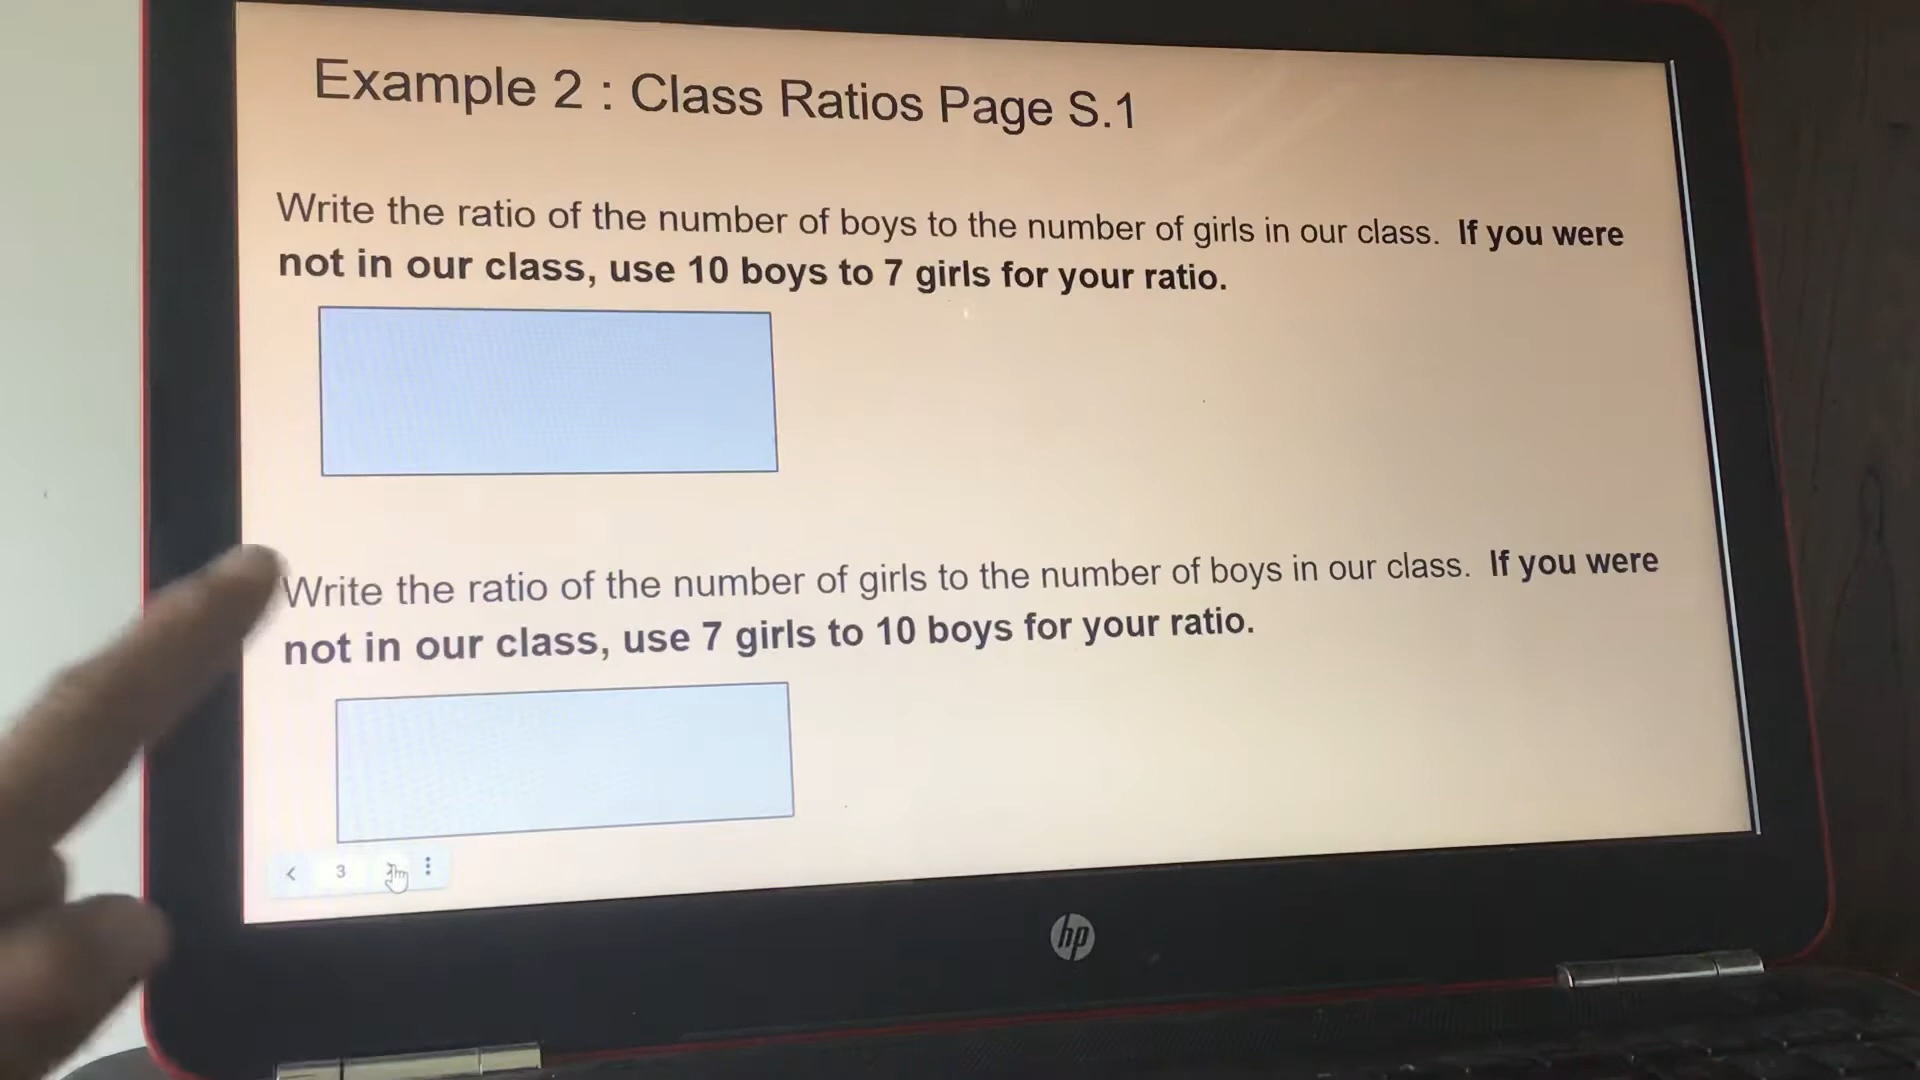 Example 2 : Class Ratios Page S.1
Write the ratio of the number of boys to the number of girls in our class. If you were
not in our class, use 10 boys to 7 girls for your ratio.
Write the ratio of the number of girls to the number of boys in our class. If you were
not in our class, use 7 girls to 10 boys for your ratio.
3
hp